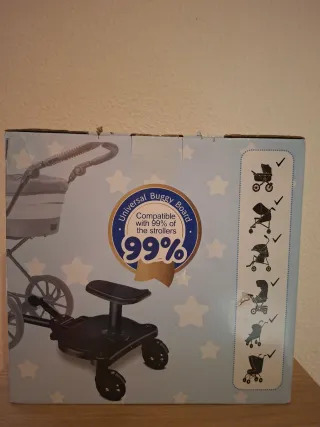 Universal Buggy Board
Compatible
with 99% of
the strollers
99%